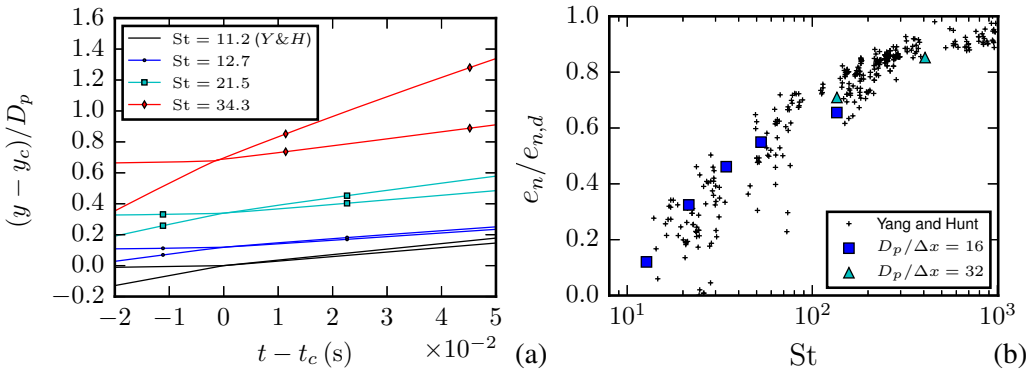 (y − y_c)/D_p
1.6
1.4
1.2
1.0
0.8
0.6
0.4
0.2
0.0
−0.2
St = 11.2 (Y&H)
St = 12.7
St = 21.5
St = 34.3
−2 −1 0 1 2 3 4 5
t − t_c (s)
×10^−2
(a)
e_n/e_{n,d}
1.0
0.8
0.6
0.4
0.2
0.0
Yang and Hunt
D_p/Δx = 16
D_p/Δx = 32
10^1 10^2 10^3
St
(b)